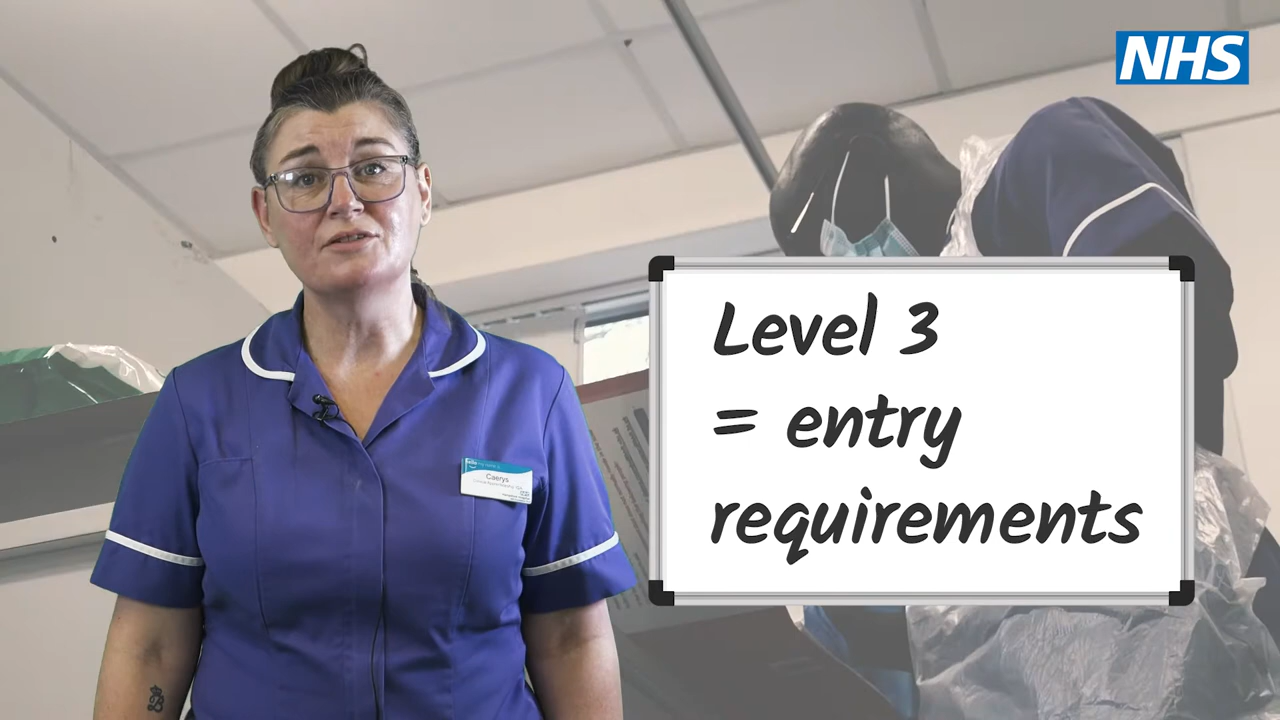 NHS
Level 3
= entry
requirements
Caerys